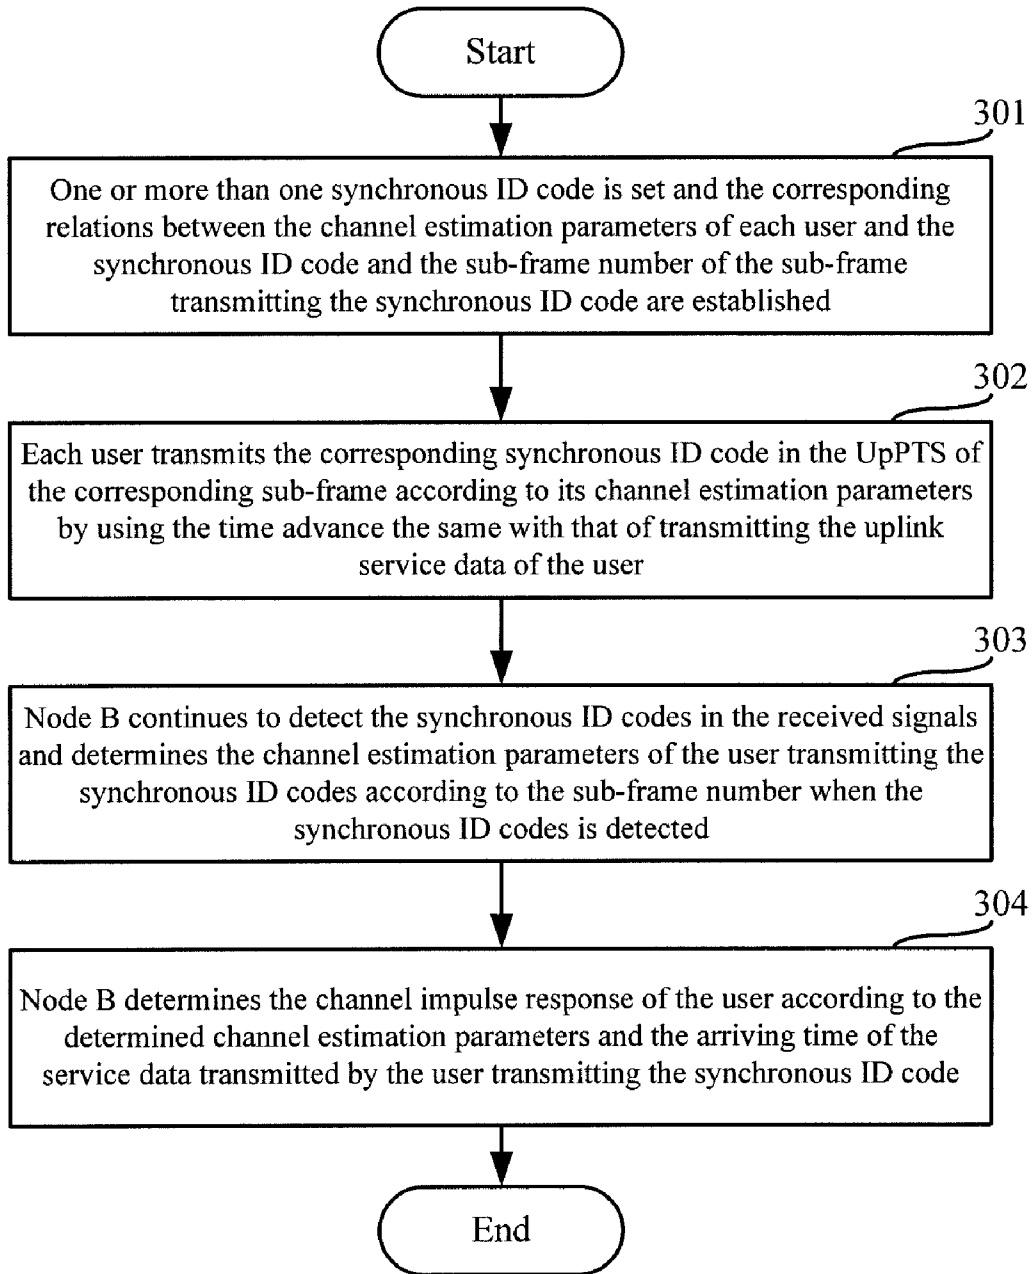 Start
301
One or more than one synchronous ID code is set and the corresponding
relations between the channel estimation parameters of each user and the
synchronous ID code and the sub-frame number of the sub-frame
transmitting the synchronous ID code are established
302
Each user transmits the corresponding synchronous ID code in the UpPTS of
the corresponding sub-frame according to its channel estimation parameters
by using the time advance the same with that of transmitting the uplink
service data of the user
303
Node B continues to detect the synchronous ID codes in the received signals
and determines the channel estimation parameters of the user transmitting the
synchronous ID codes according to the sub-frame number when the
synchronous ID codes is detected
304
Node B determines the channel impulse response of the user according to the
determined channel estimation parameters and the arriving time of the
service data transmitted by the user transmitting the synchronous ID code
End